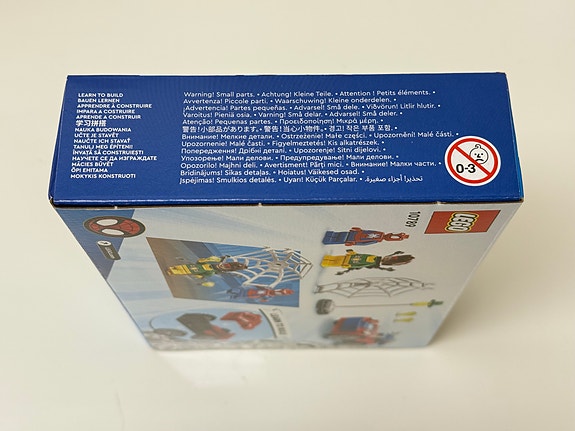 LEARN TO BUILD
BAUEN LERNEN
APPRENDRE À CONSTRUIRE
IMPARA A COSTRUIRE
APRENDE A CONSTRUIR
学习拼搭
NAUKA BUDOWANIA
UČTE JE STAVĚT
NAUČTE ICH STAVAŤ
TANULJ MEG ÉPÍTENI!
ÎNVAȚĂ SĂ CONSTRUIEȘTI
НАУЧЕТЕ СЕ ДА ИЗГРАЖДАТЕ
MĀCIES BŪVĒT
ÕPI EHITAMA
MOKYKIS KONSTRUOTI
Warning! Small parts. • Achtung! Kleine Teile. • Attention ! Petits éléments. •
Avvertenza! Piccole parti. • Waarschuwing! Kleine onderdelen. •
¡Advertencia! Partes pequeñas. • Advarsel! Små dele. • Viðvörun! Litlir hlutir. •
Varoitus! Pieniä osia. • Varning! Små delar. • Advarsel! Små deler. •
Atenção! Pequenas partes. • Προειδοποίηση! Μικρά μέρη. •
警告!小部品があります。• 警告!当心小物件。• 경고! 작은 부품 포함. •
Внимание! Мелкие детали. • Ostrzeżenie! Małe części. • Upozornění! Malé části. •
Upozornenie! Malé časti. • Figyelmeztetés! Kis alkatrészek. •
Попередження! Дрібні деталі. • Upozorenje! Sitni dijelovi. •
Упозорење! Мали делови. • Предупредување! Мали делови. •
Opozorilo! Majhni deli. • Avertisment! Părți mici. • Внимание! Малки части. •
Brīdinājums! Sīkas detaļas. • Hoiatus! Väikesed osad. •
Įspėjimas! Smulkios detalės. • Uyarı! Küçük Parçalar. • تحذير! أجزاء صغيرة. •
0-3
LEGO
10789